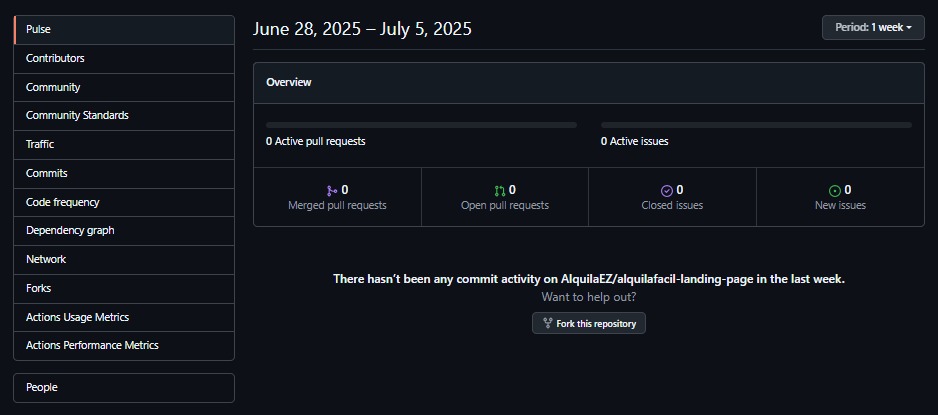 Pulse
Contributors
Community
Community Standards
Traffic
Commits
Code frequency
Dependency graph
Network
Forks
Actions Usage Metrics
Actions Performance Metrics
People
June 28, 2025 – July 5, 2025
Period: 1 week
Overview
0 Active pull requests
0 Active issues
0
Merged pull requests
0
Open pull requests
0
Closed issues
0
New issues
There hasn’t been any commit activity on AlquilaEZ/alquilafacil-landing-page in the last week.
Want to help out?
Fork this repository